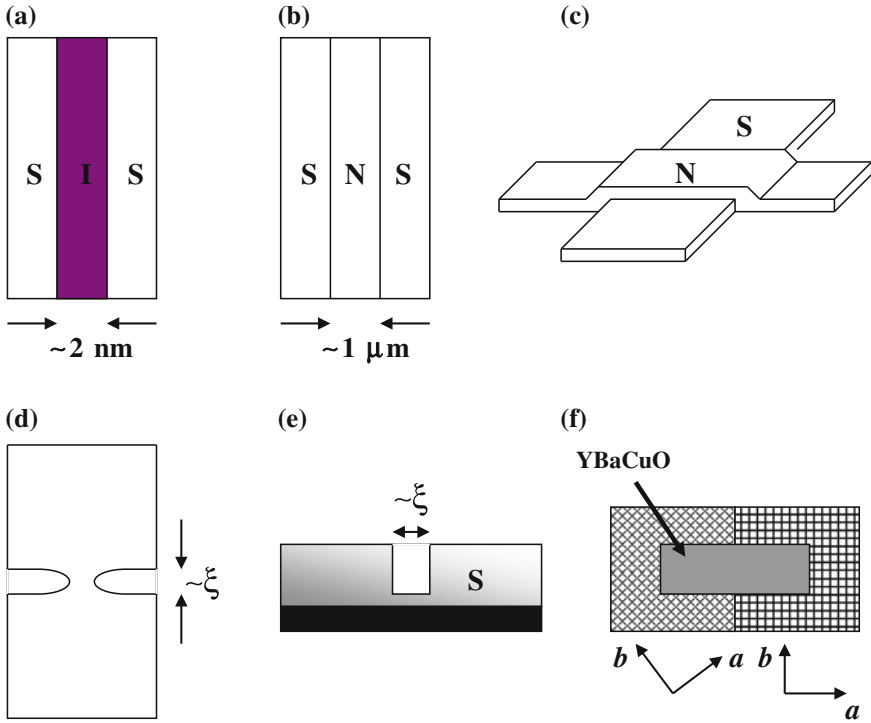 (a)
(b)
(c)
S I S
S N S
S
N
~2 nm
~1 μm
(d)
(e)
(f)
~ξ
~ξ
S
YBaCuO
b a
b
a